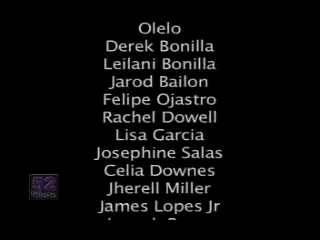 Olelo
Derek Bonilla
Leilani Bonilla
Jarod Bailon
Felipe Ojastro
Rachel Dowell
Lisa Garcia
Josephine Salas
Celia Downes
Jherell Miller
James Lopes Jr
52